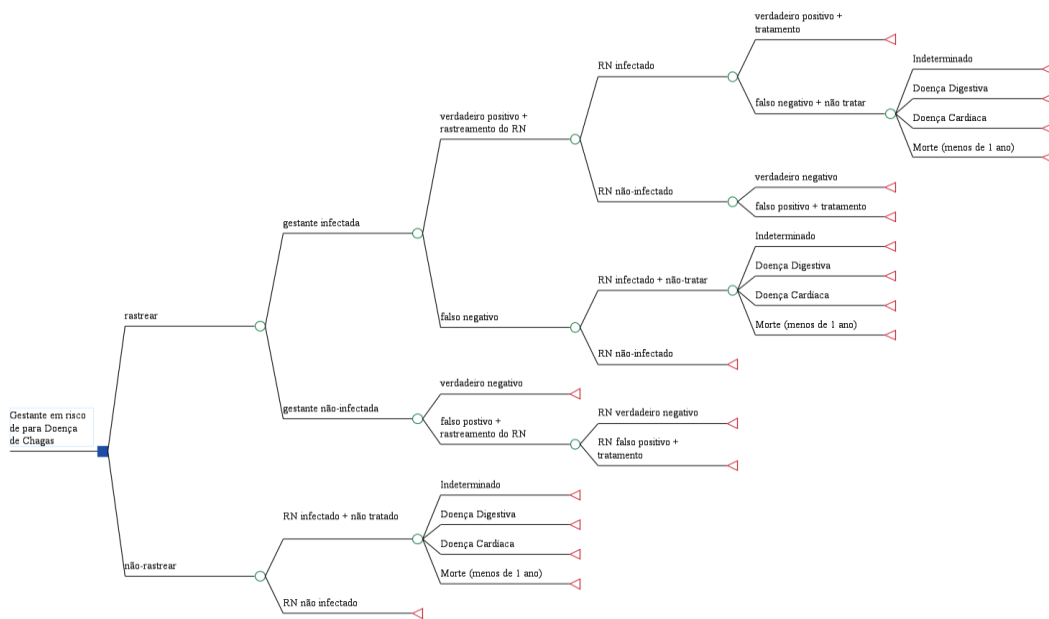 verdadeiro positivo +
tratamento
RN infectado
Indeterminado
Doença Digestiva
falso negativo + não tratar
Doença Cardíaca
verdadeiro positivo +
rastreamento do RN
Morte (menos de 1 ano)
verdadeiro negativo
RN não-infectado
falso positivo + tratamento
gestante infectada
Indeterminado
Doença Digestiva
RN infectado + não-tratar
Doença Cardíaca
rastrear
falso negativo
Morte (menos de 1 ano)
RN não-infectado
verdadeiro negativo
gestante não-infectada
RN verdadeiro negativo
Gestante em risco
de para Doença
de Chagas
falso postivo +
rastreamento do RN
RN falso positivo +
tratamento
Indeterminado
RN infectado + não tratado
Doença Digestiva
Doença Cardíaca
não-rastrear
Morte (menos de 1 ano)
RN não infectado